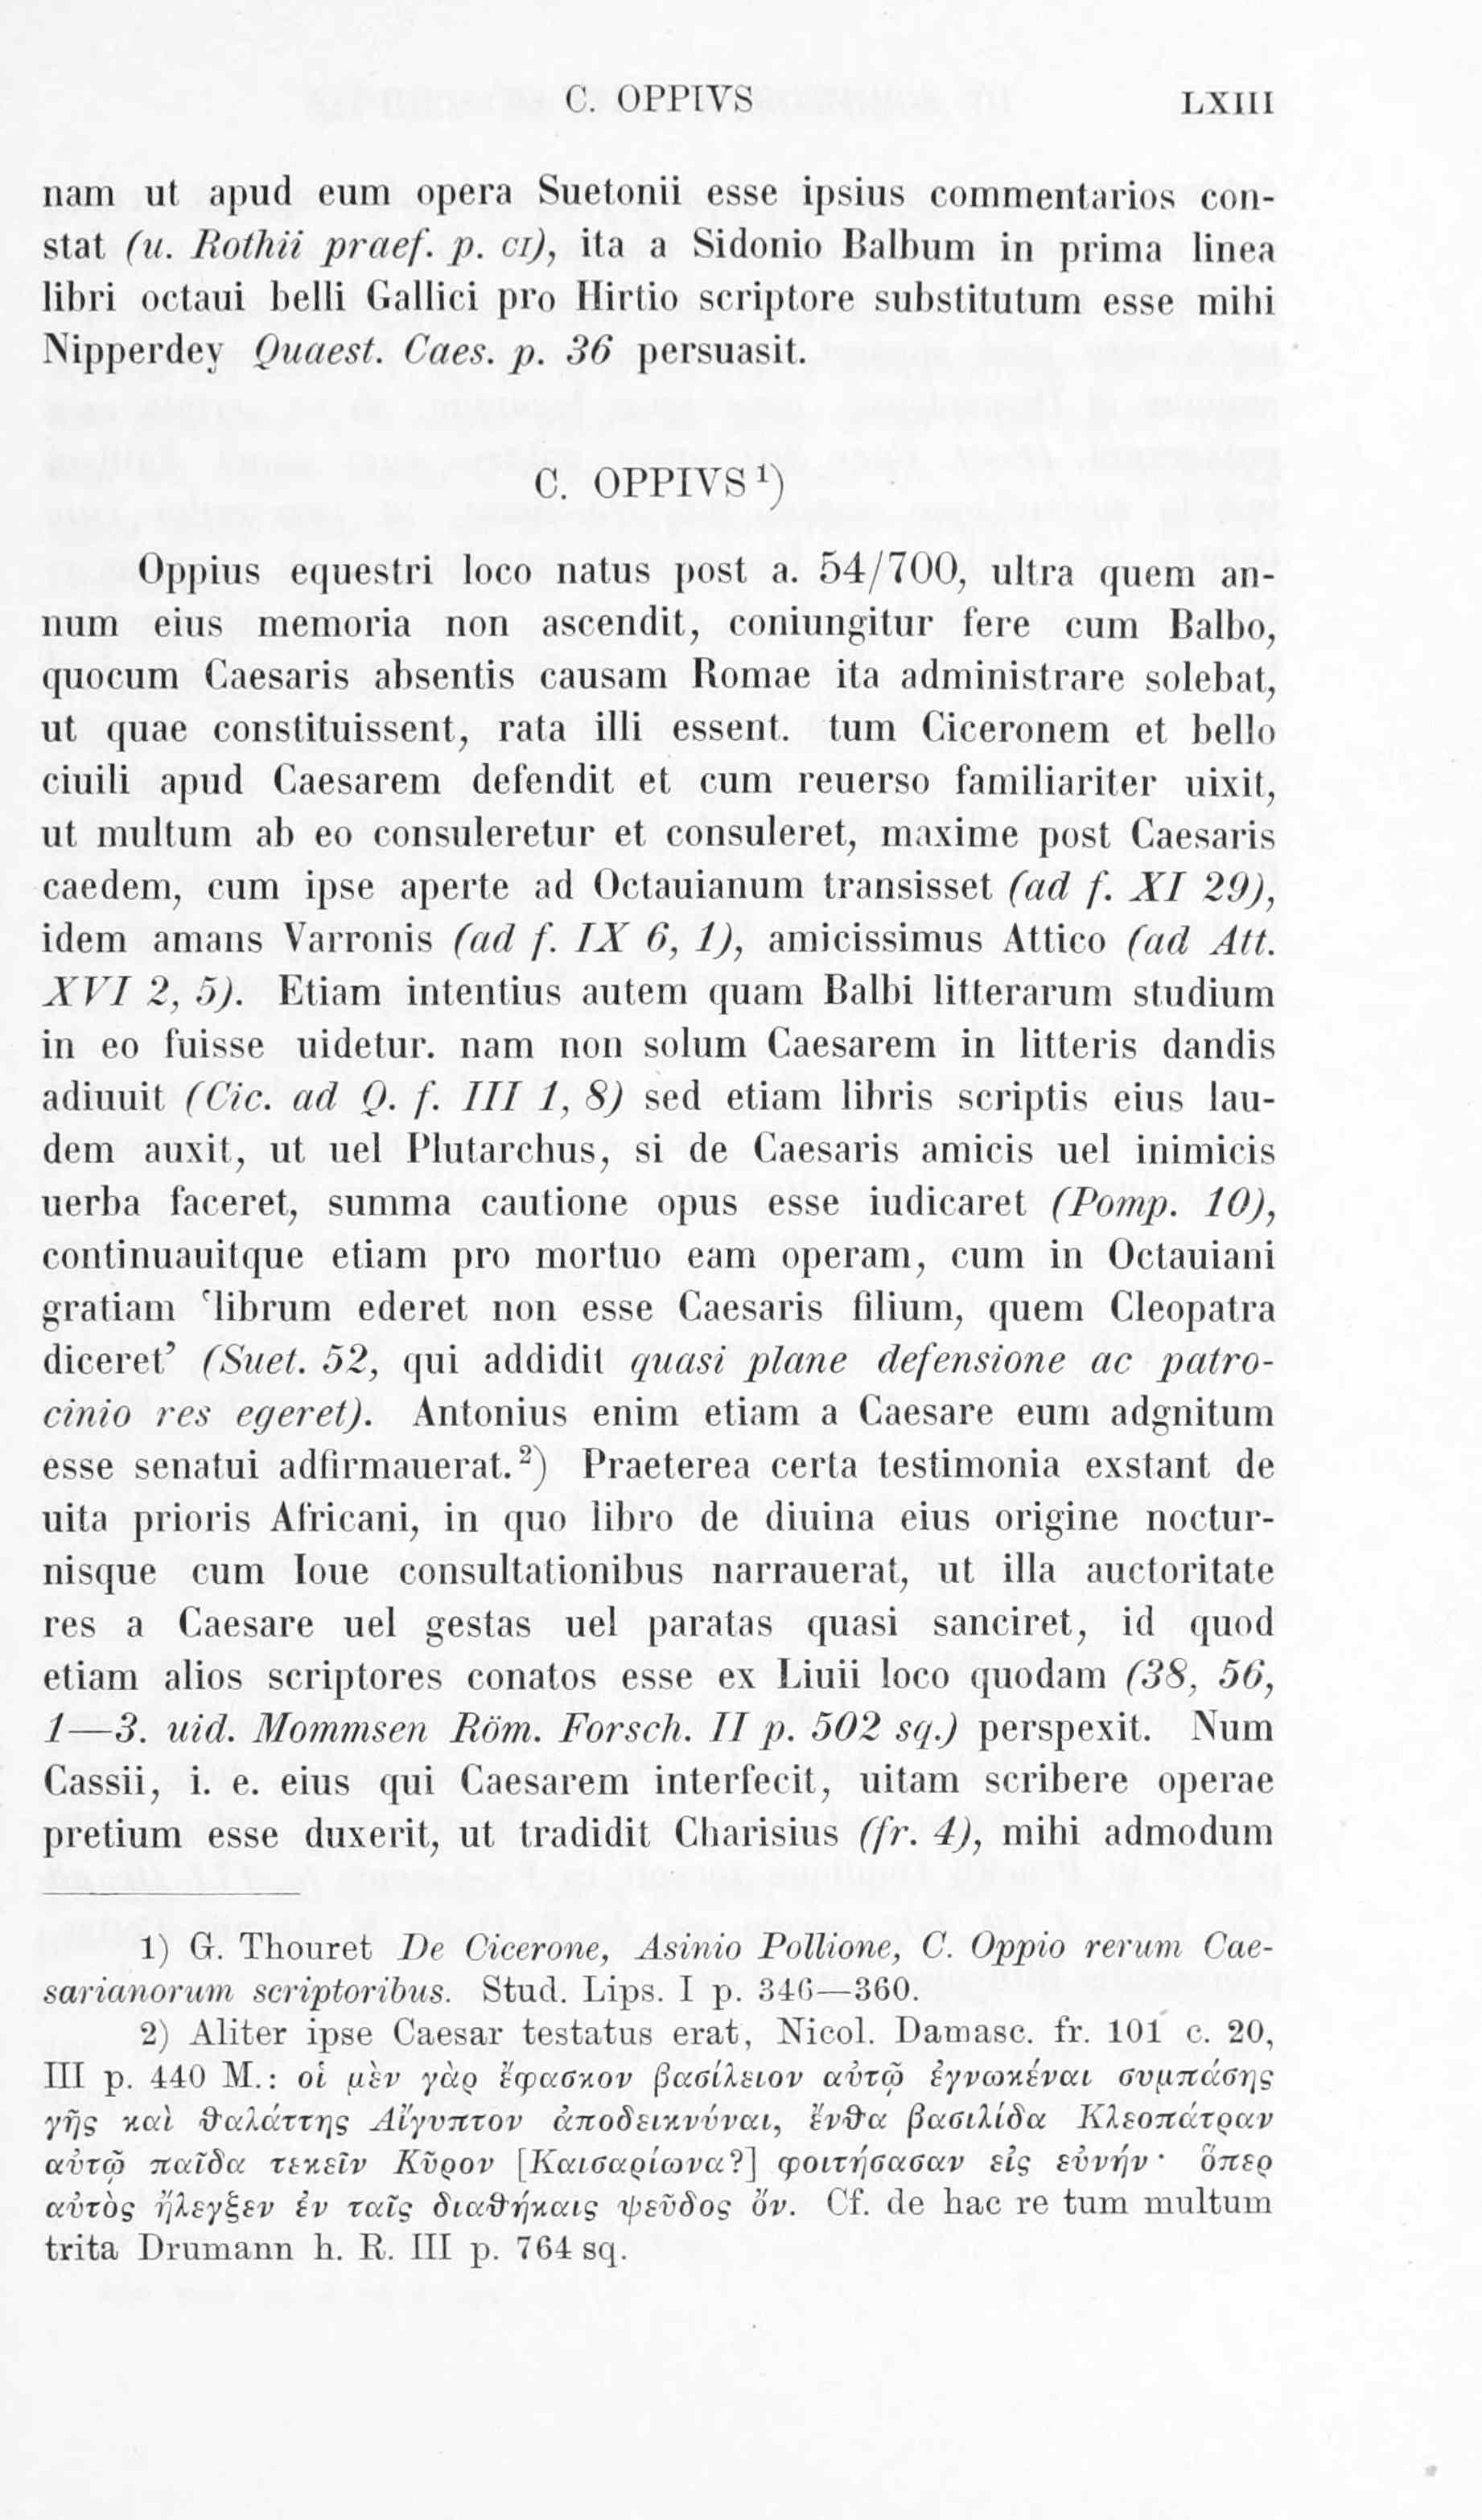 C. OPPIVS LXIII
nam ut apud eum opera Suetonii esse ipsius commentarios con-
stat (u. Rothii praef. p. CI), ita a Sidonio Balbum in prima linea
libri octaui belli Gallici pro Hirtio scriptore substitutum esse mihi
Nipperdey Quaest. Caes. p. 36 persuasit.
C. OPPIVS ¹)
Oppius equestri loco natus post a. 54/700, ultra quem an-
num eius memoria non ascendit, coniungitur fere cum Balbo,
quocum Caesaris absentis causam Romae ita administrare solebat,
ut quae constituissent, rata illi essent. tum Ciceronem et bello
ciuili apud Caesarem defendit et cum reuerso familiariter uixit,
ut multum ab eo consuleretur et consuleret, maxime post Caesaris
caedem, cum ipse aperte ad Octauianum transisset (ad f. XI 29),
idem amans Varronis (ad f. IX 6, 1), amicissimus Attico (ad Att.
XVI 2, 5). Etiam intentius autem quam Balbi litterarum studium
in eo fuisse uidetur. nam non solum Caesarem in litteris dandis
adiuuit (Cic. ad Q. f. III 1, 8) sed etiam libris scriptis eius lau-
dem auxit, ut uel Plutarchus, si de Caesaris amicis uel inimicis
uerba faceret, summa cautione opus esse iudicaret (Pomp. 10),
continuauitque etiam pro mortuo eam operam, cum in Octauiani
gratiam ‘librum ederet non esse Caesaris filium, quem Cleopatra
diceret’ (Suet. 52, qui addidit quasi plane defensione ac patro-
cinio res egeret). Antonius enim etiam a Caesare eum adgnitum
esse senatui adfirmauerat.²) Praeterea certa testimonia exstant de
uita prioris Africani, in quo libro de diuina eius origine noctur-
nisque cum Ioue consultationibus narrauerat, ut illa auctoritate
res a Caesare uel gestas uel paratas quasi sanciret, id quod
etiam alios scriptores conatos esse ex Liuii loco quodam (38, 56,
1—3. uid. Mommsen Röm. Forsch. II p. 502 sq.) perspexit. Num
Cassii, i. e. eius qui Caesarem interfecit, uitam scribere operae
pretium esse duxerit, ut tradidit Charisius (fr. 4), mihi admodum
1) G. Thouret De Cicerone, Asinio Pollione, C. Oppio rerum Cae-
sarianorum scriptoribus. Stud. Lips. I p. 346—360.
2) Aliter ipse Caesar testatus erat, Nicol. Damasc. fr. 101 c. 20,
III p. 440 M.: οἱ μὲν γὰρ ἔφασκον βασίλειον αὐτῷ ἐγνωκέναι συμπάσης
γῆς καὶ θαλάττης Αἴγυπτον ἀποδεικνύναι, ἔνθα βασιλίδα Κλεοπάτραν
αὐτῷ παῖδα τεκεῖν Κῦρον [Καισαρίωνα?] φοιτήσασαν εἰς εὐνήν· ὅπερ
αὐτὸς ἤλεγξεν ἐν ταῖς διαθήκαις ψεῦδος ὄν. Cf. de hac re tum multum
trita Drumann h. R. III p. 764 sq.